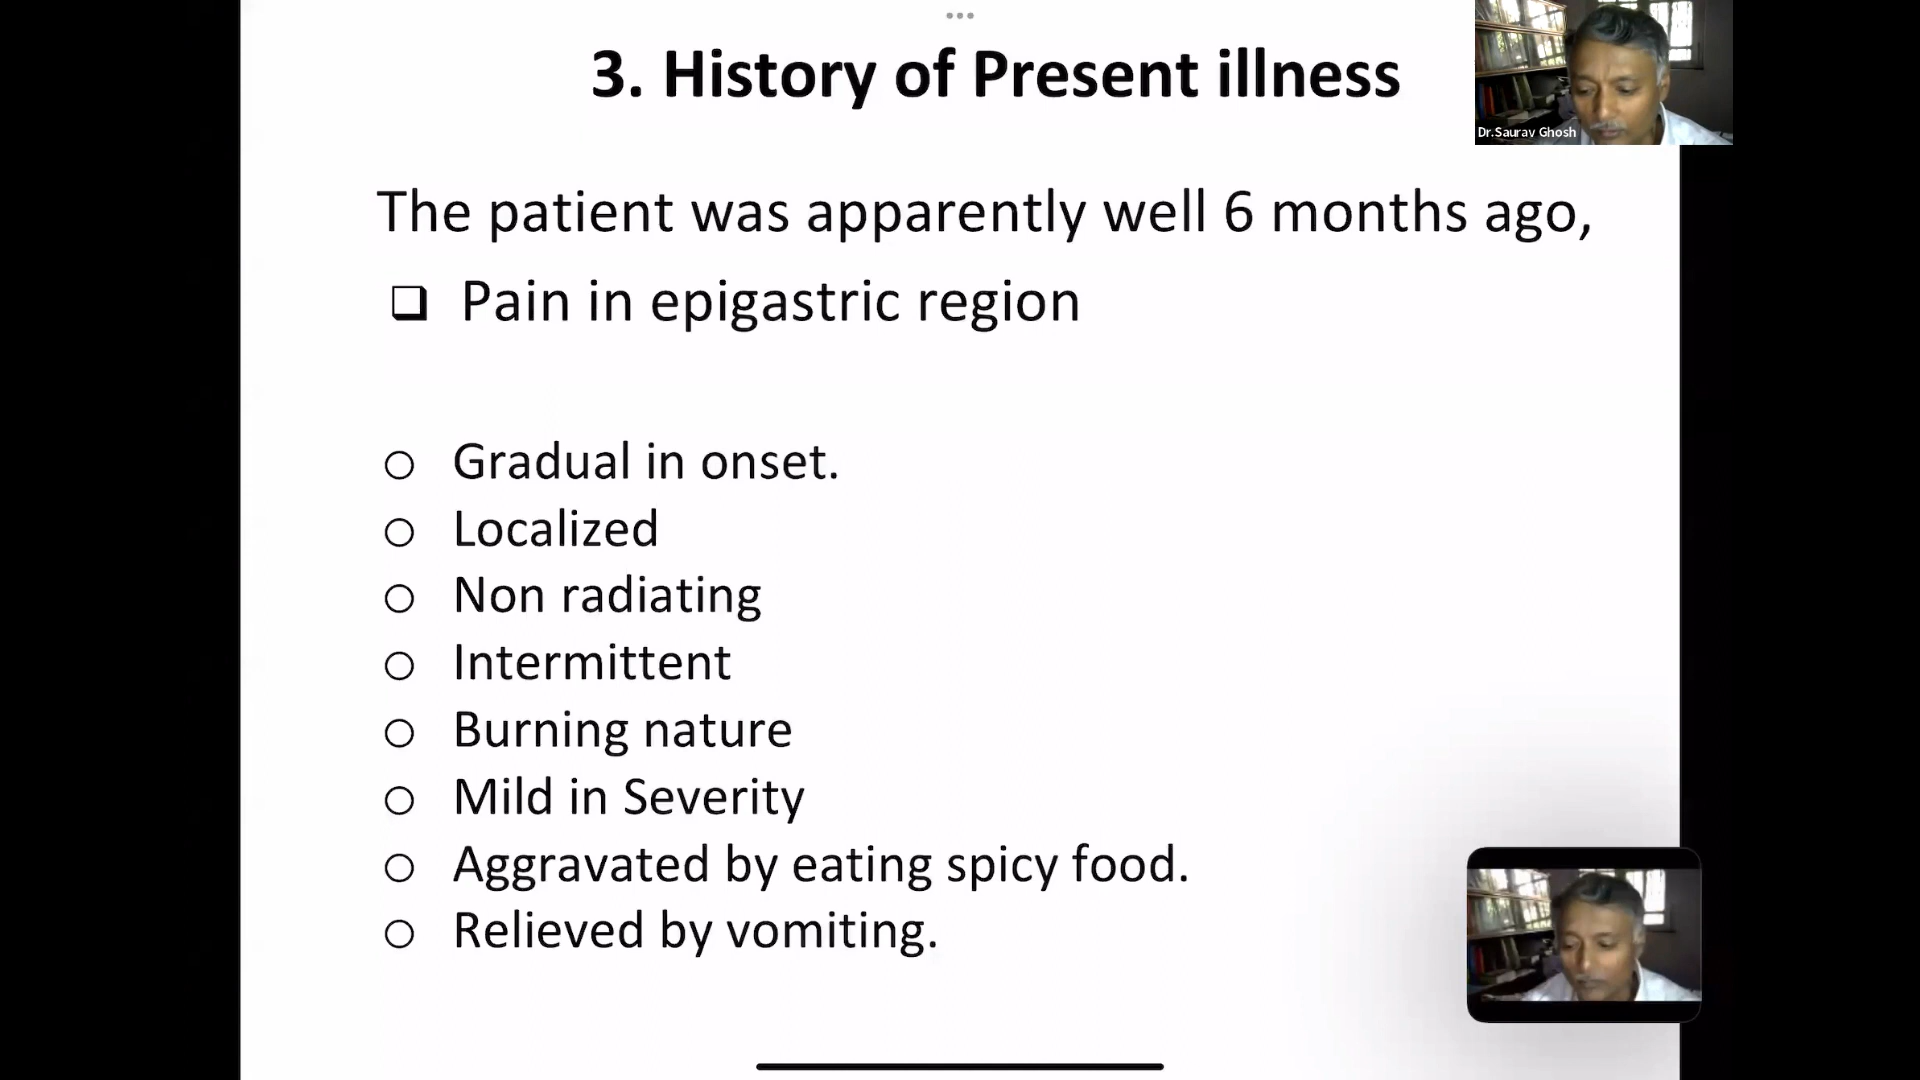 3. History of Present illness
Dr.Saurav Ghosh
The patient was apparently well 6 months ago,
Pain in epigastric region
Gradual in onset.
Localized
Non radiating
Intermittent
Burning nature
Mild in Severity
Aggravated by eating spicy food.
Relieved by vomiting.